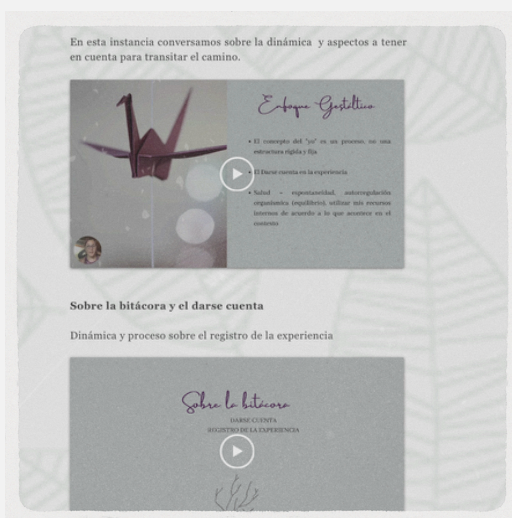 En esta instancia conversamos sobre la dinámica y aspectos a tener
en cuenta para transitar el camino.
Enfoque Gestáltico
• El concepto del "yo" es un proceso, no una
estructura rígida y fija
• El Darse cuenta en la experiencia
• Salud = espontaneidad, autorregulación
organísmica (equilibrio), utilizar mis recursos
internos de acuerdo a lo que acontece en el
contexto
Sobre la bitácora y el darse cuenta
Dinámica y proceso sobre el registro de la experiencia
Sobre la bitácora
DARSE CUENTA
REGISTRO DE LA EXPERIENCIA